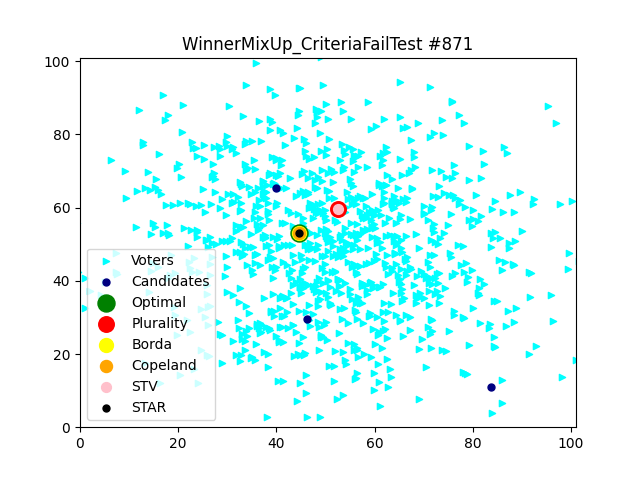 WinnerMixUp_CriteriaFailTest #871
100
80
60
40
20
0
Voters
Candidates
Optimal
Plurality
Borda
Copeland
STV
STAR
0 20 40 60 80 100